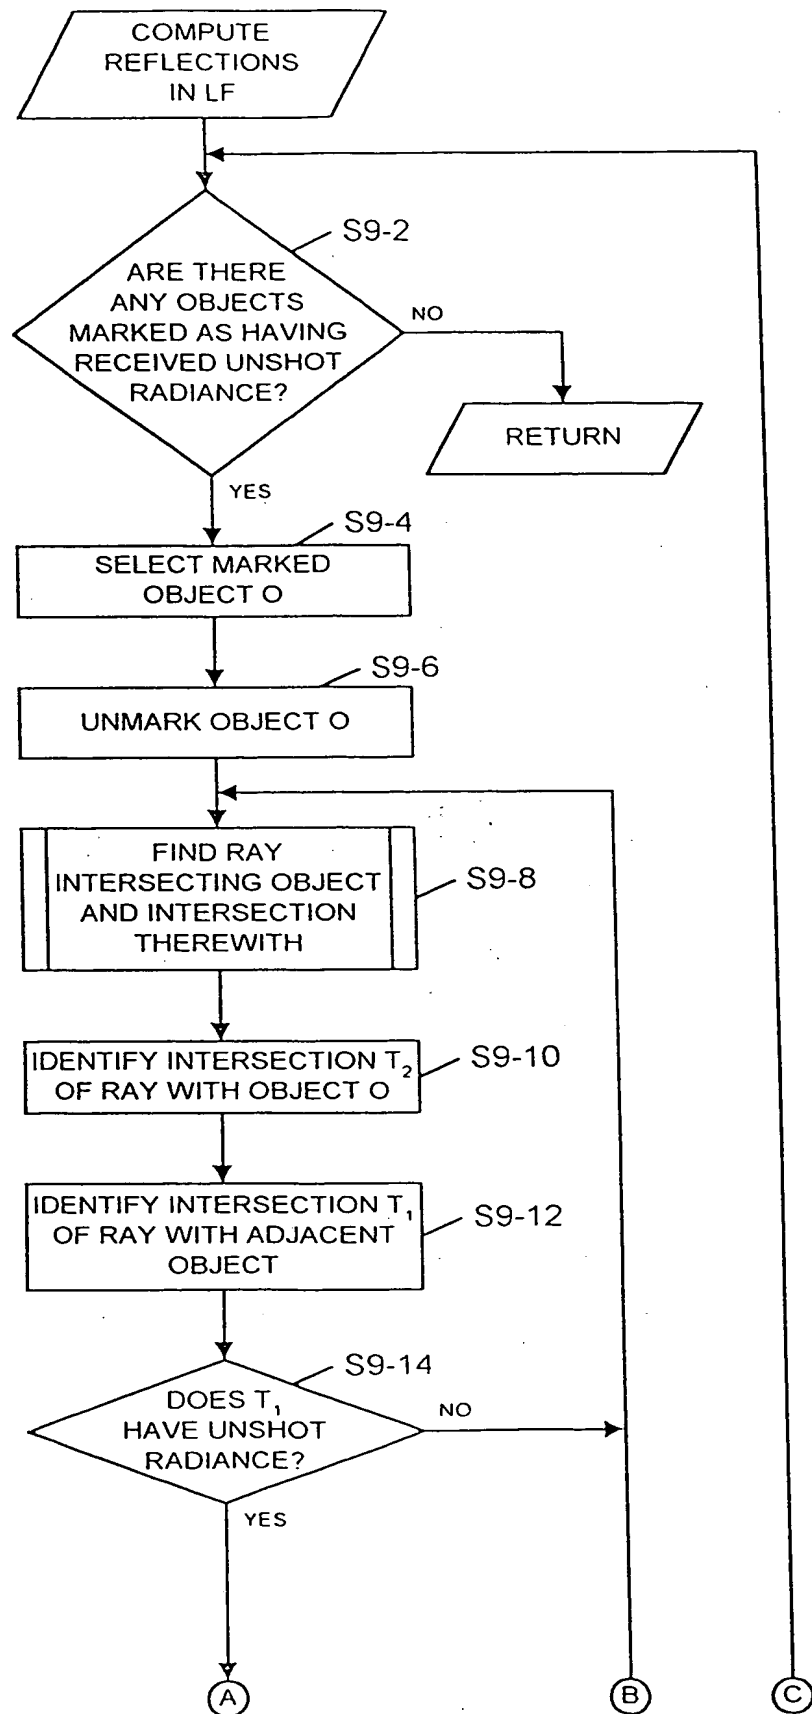 COMPUTE
REFLECTIONS
IN LF
S9-2
ARE THERE
ANY OBJECTS
MARKED AS HAVING
RECEIVED UNSHOT
RADIANCE?
NO
RETURN
YES
S9-4
SELECT MARKED
OBJECT O
S9-6
UNMARK OBJECT O
FIND RAY
INTERSECTING OBJECT
AND INTERSECTION
THEREWITH
S9-8
IDENTIFY INTERSECTION T₂
OF RAY WITH OBJECT O
S9-10
IDENTIFY INTERSECTION T₁
OF RAY WITH ADJACENT
OBJECT
S9-12
S9-14
DOES T₁
HAVE UNSHOT
RADIANCE?
NO
YES
A
B
C